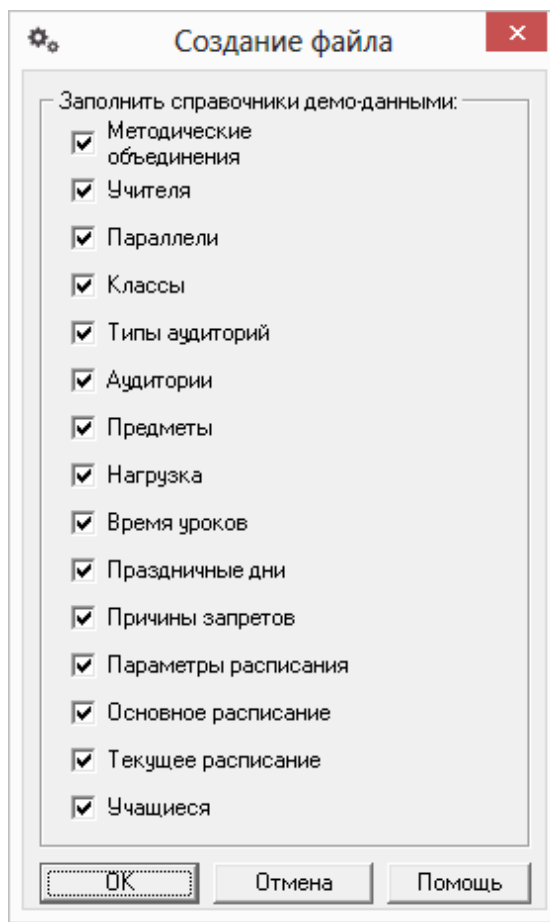 Создание файла
Заполнить справочники демо-данными:
Методические
объединения
Учителя
Параллели
Классы
Типы аудиторий
Аудитории
Предметы
Нагрузка
Время уроков
Праздничные дни
Причины запретов
Параметры расписания
Основное расписание
Текущее расписание
Учащиеся
OK
Отмена
Помощь